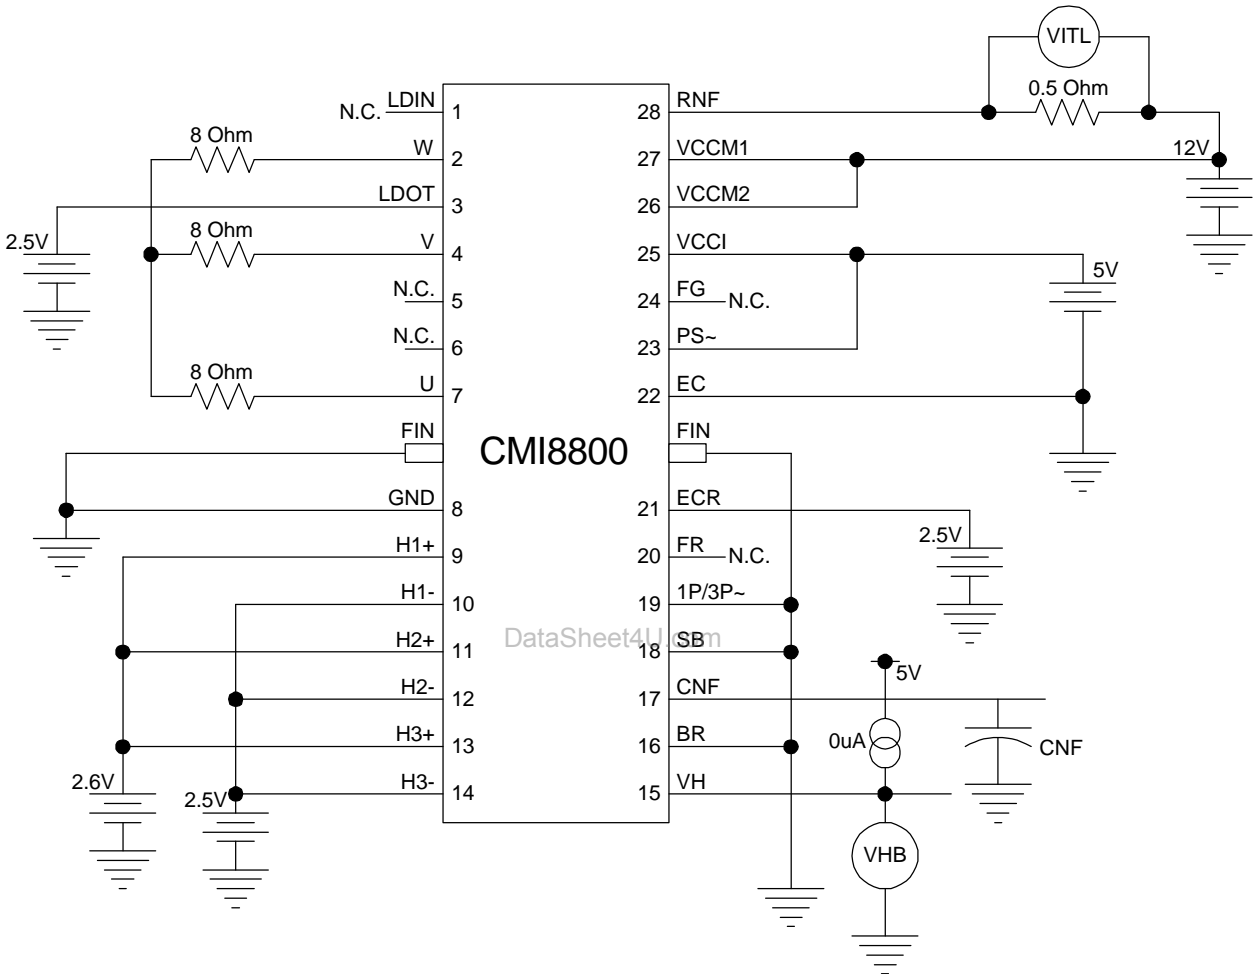 VITL
0.5 Ohm
N.C.
LDIN
1
28
RNF
8 Ohm
W
2
27
VCCM1
12V
LDOT
3
26
VCCM2
2.5V
8 Ohm
V
4
25
VCCI
5V
N.C.
5
24
FG
N.C.
N.C.
6
23
PS~
8 Ohm
U
7
22
EC
FIN
CMI8800
FIN
GND
8
21
ECR
2.5V
H1+
9
20
FR
N.C.
H1-
10
19
1P/3P~
DataSheet4U.com
H2+
11
18
SB
5V
H2-
12
17
CNF
0uA
CNF
H3+
13
16
BR
2.6V
2.5V
H3-
14
15
VH
VHB